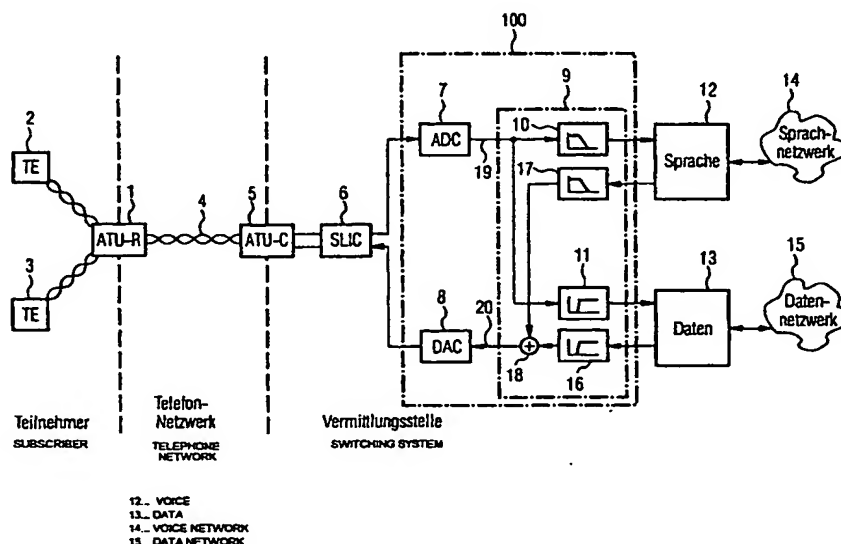 100
7
9
12
14
2
10
ADC
Sprach-
netzwerk
TE
19
17
Sprache
1
4
5
6
ATU-R
ATU-C
SLIC
3
11
13
15
8
TE
20
Daten
Daten-
netzwerk
DAC
+
18
16
Teilnehmer
SUBSCRIBER
Telefon-
Netzwerk
TELEPHONE
NETWORK
Vermittlungsstelle
SWITCHING SYSTEM
12... VOICE
13... DATA
14... VOICE NETWORK
15... DATA NETWORK